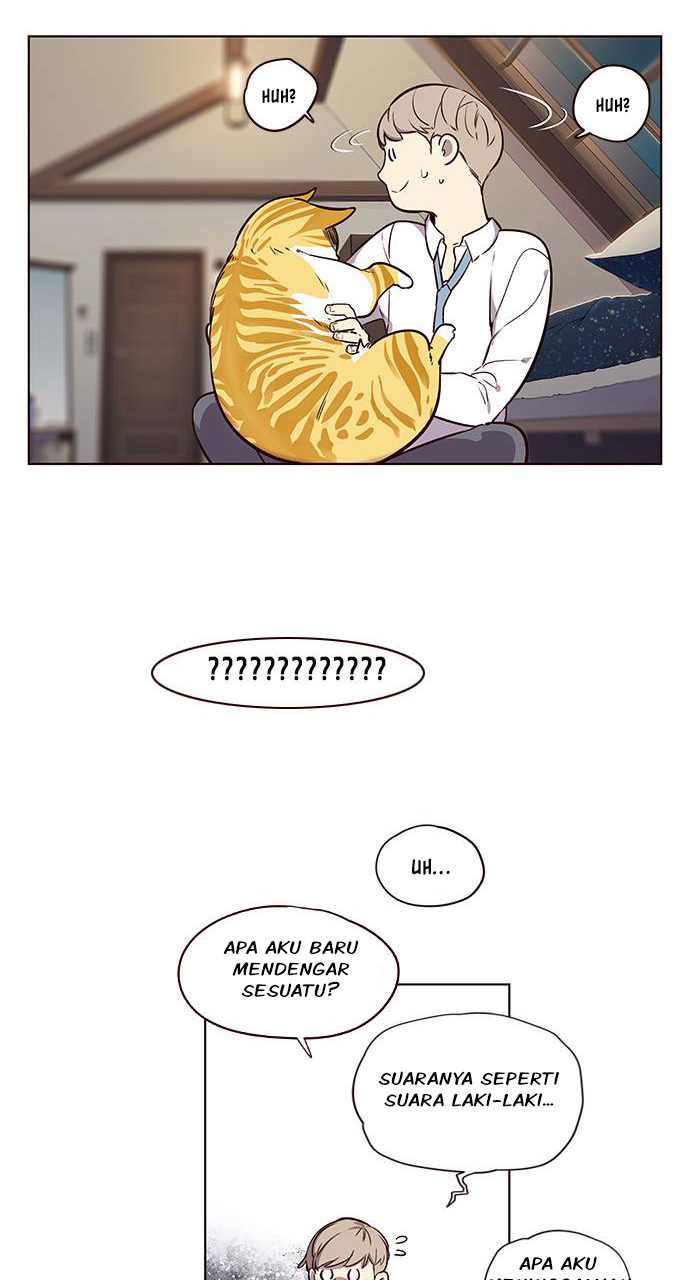 HUH?
HUH?
?????????????
UH...
APA AKU BARU
MENDENGAR
SESUATU?
SUARANYA SEPERTI
SUARA LAKI-LAKI...
APA AKU